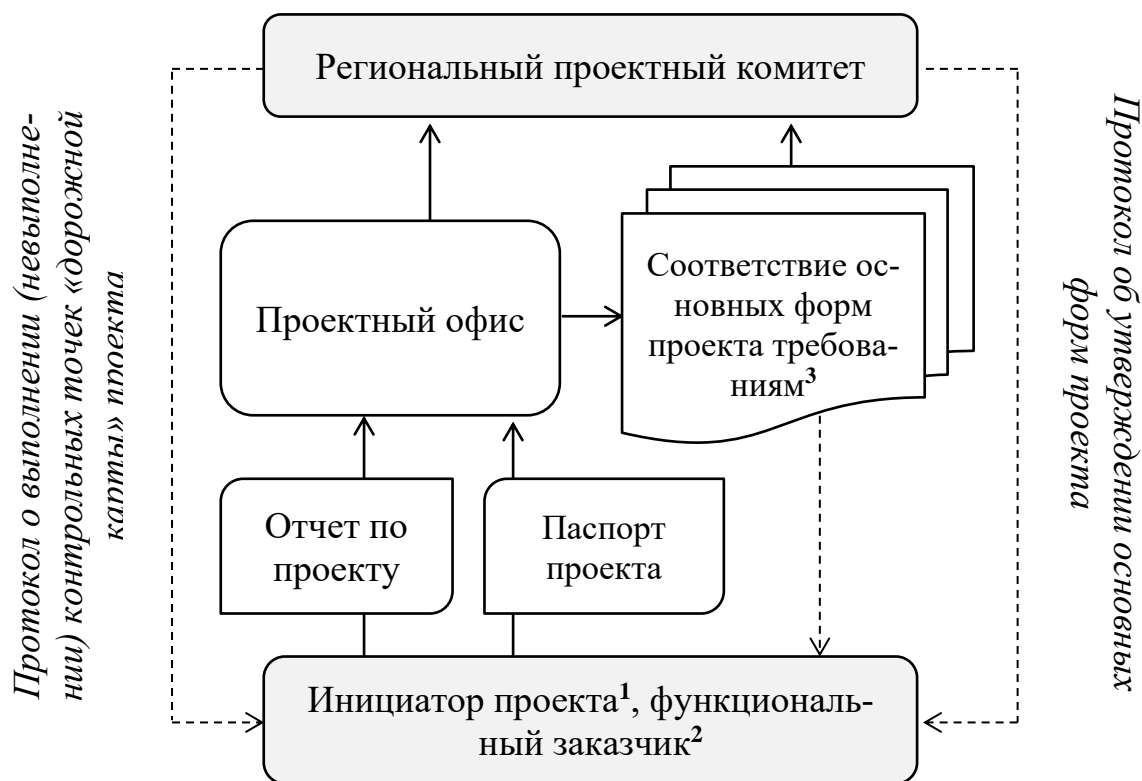 Региональный проектный комитет
Протокол о выполнении (невыполне-
нии) контрольных точек «дорожной
карты» проекта
Протокол об утверждении основных
форм проекта
Проектный офис
Соответствие ос-
новных форм
проекта требова-
ниям³
Отчет по
проекту
Паспорт
проекта
Инициатор проекта¹, функциональ-
ный заказчик²